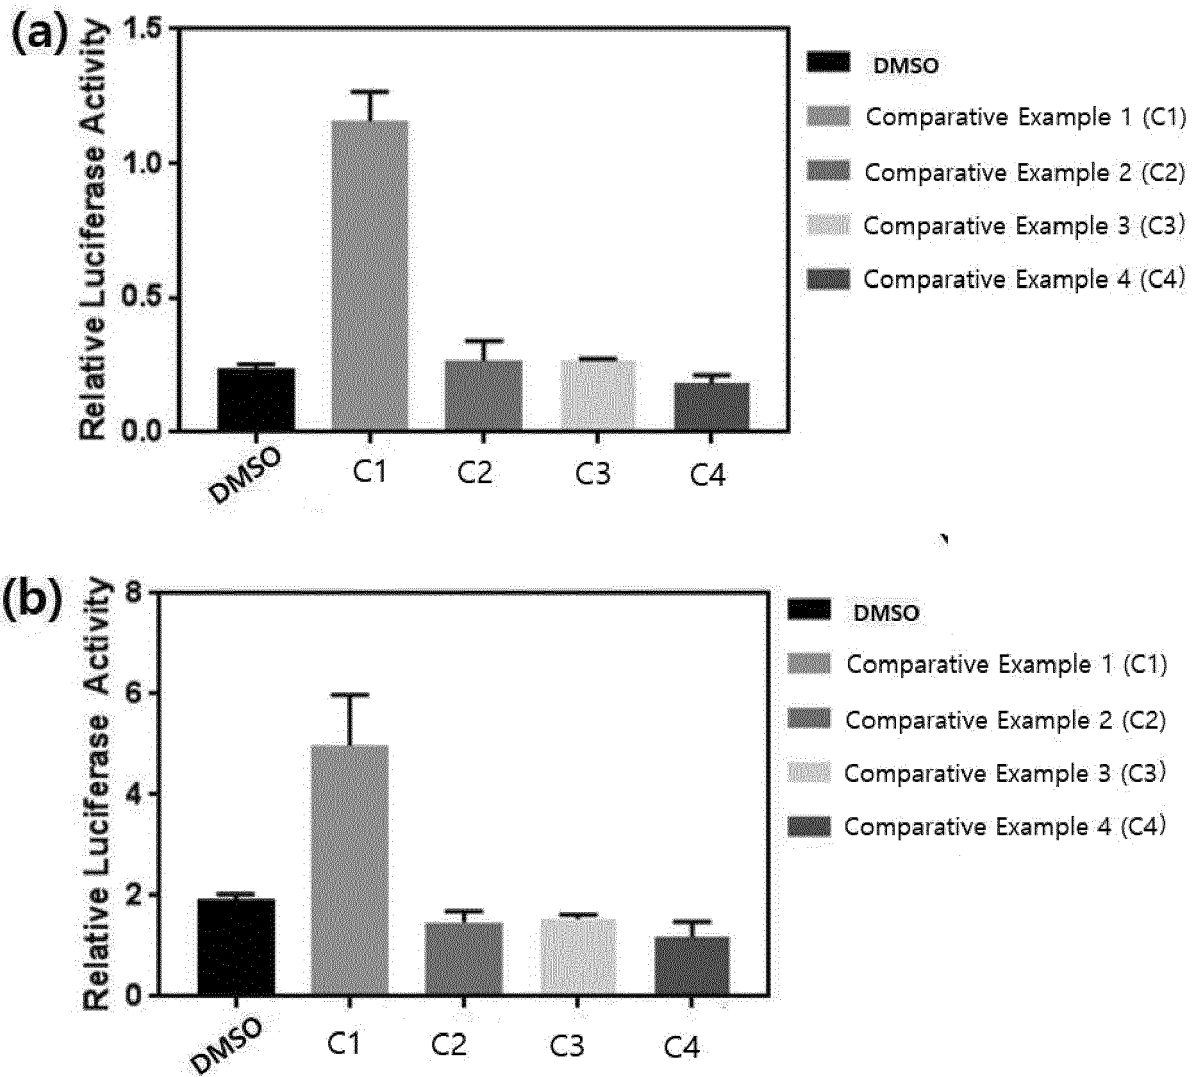 (a)
Relative Luciferase Activity
1.5
1.0
0.5
0.0
DMSO
C1
C2
C3
C4
DMSO
Comparative Example 1 (C1)
Comparative Example 2 (C2)
Comparative Example 3 (C3)
Comparative Example 4 (C4)
(b)
Relative Luciferase Activity
8
6
4
2
0
DMSO
C1
C2
C3
C4
DMSO
Comparative Example 1 (C1)
Comparative Example 2 (C2)
Comparative Example 3 (C3)
Comparative Example 4 (C4)